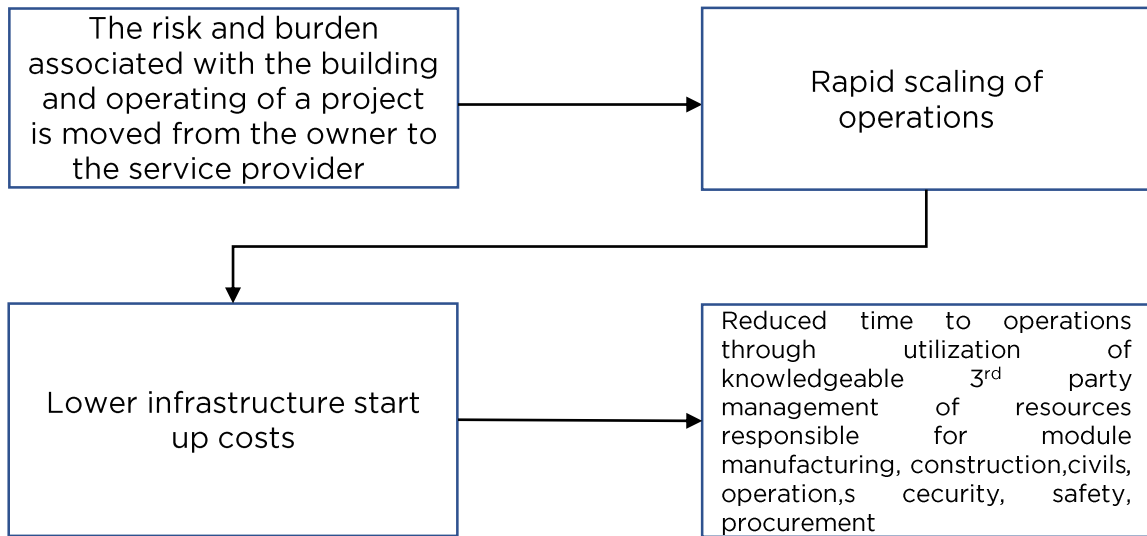 The risk and burden
associated with the building
and operating of a project
is moved from the owner to
the service provider
Rapid scaling of
operations
Lower infrastructure start
up costs
Reduced time to operations
through utilization of
knowledgeable 3rd party
management of resources
responsible for module
manufacturing, construction,civils,
operation,s cecurity, safety,
procurement